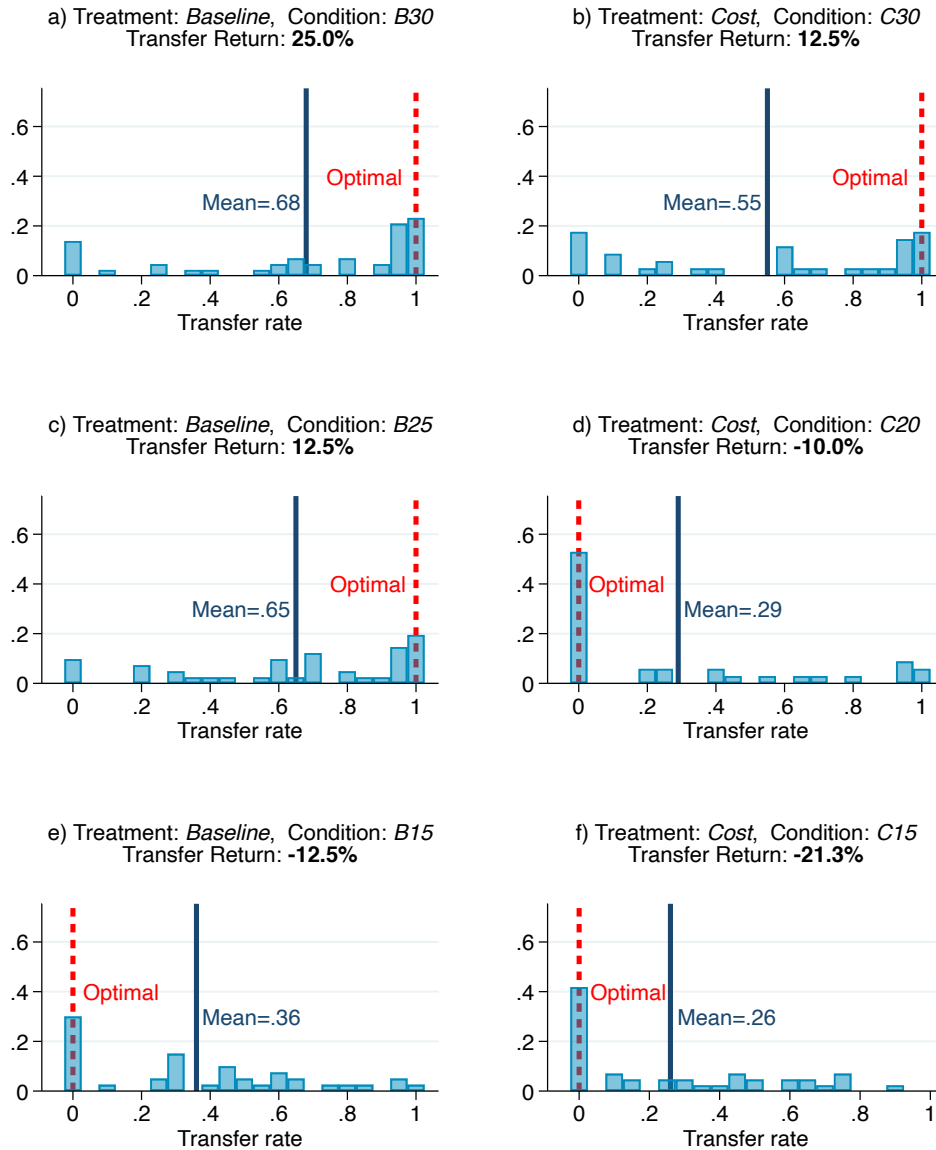 a) Treatment: Baseline, Condition: B30
Transfer Return: 25.0%
.6
.4
.2
0
Optimal
Mean=.68
0 .2 .4 .6 .8 1
Transfer rate
b) Treatment: Cost, Condition: C30
Transfer Return: 12.5%
.6
.4
.2
0
Optimal
Mean=.55
0 .2 .4 .6 .8 1
Transfer rate
c) Treatment: Baseline, Condition: B25
Transfer Return: 12.5%
.6
.4
.2
0
Optimal
Mean=.65
0 .2 .4 .6 .8 1
Transfer rate
d) Treatment: Cost, Condition: C20
Transfer Return: -10.0%
.6
.4
.2
0
Optimal
Mean=.29
0 .2 .4 .6 .8 1
Transfer rate
e) Treatment: Baseline, Condition: B15
Transfer Return: -12.5%
.6
.4
.2
0
Optimal
Mean=.36
0 .2 .4 .6 .8 1
Transfer rate
f) Treatment: Cost, Condition: C15
Transfer Return: -21.3%
.6
.4
.2
0
Optimal
Mean=.26
0 .2 .4 .6 .8 1
Transfer rate